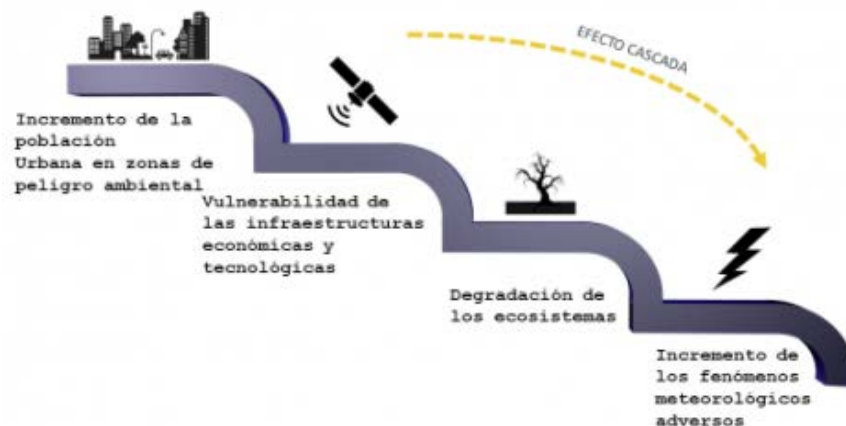 EFECTO CASCADA
Incremento de la
población
Urbana en zonas de
peligro ambiental
Vulnerabilidad de
las infraestructuras
económicas y
tecnológicas
Degradación de
los ecosistemas
Incremento de
los fenómenos
meteorológicos
adversos